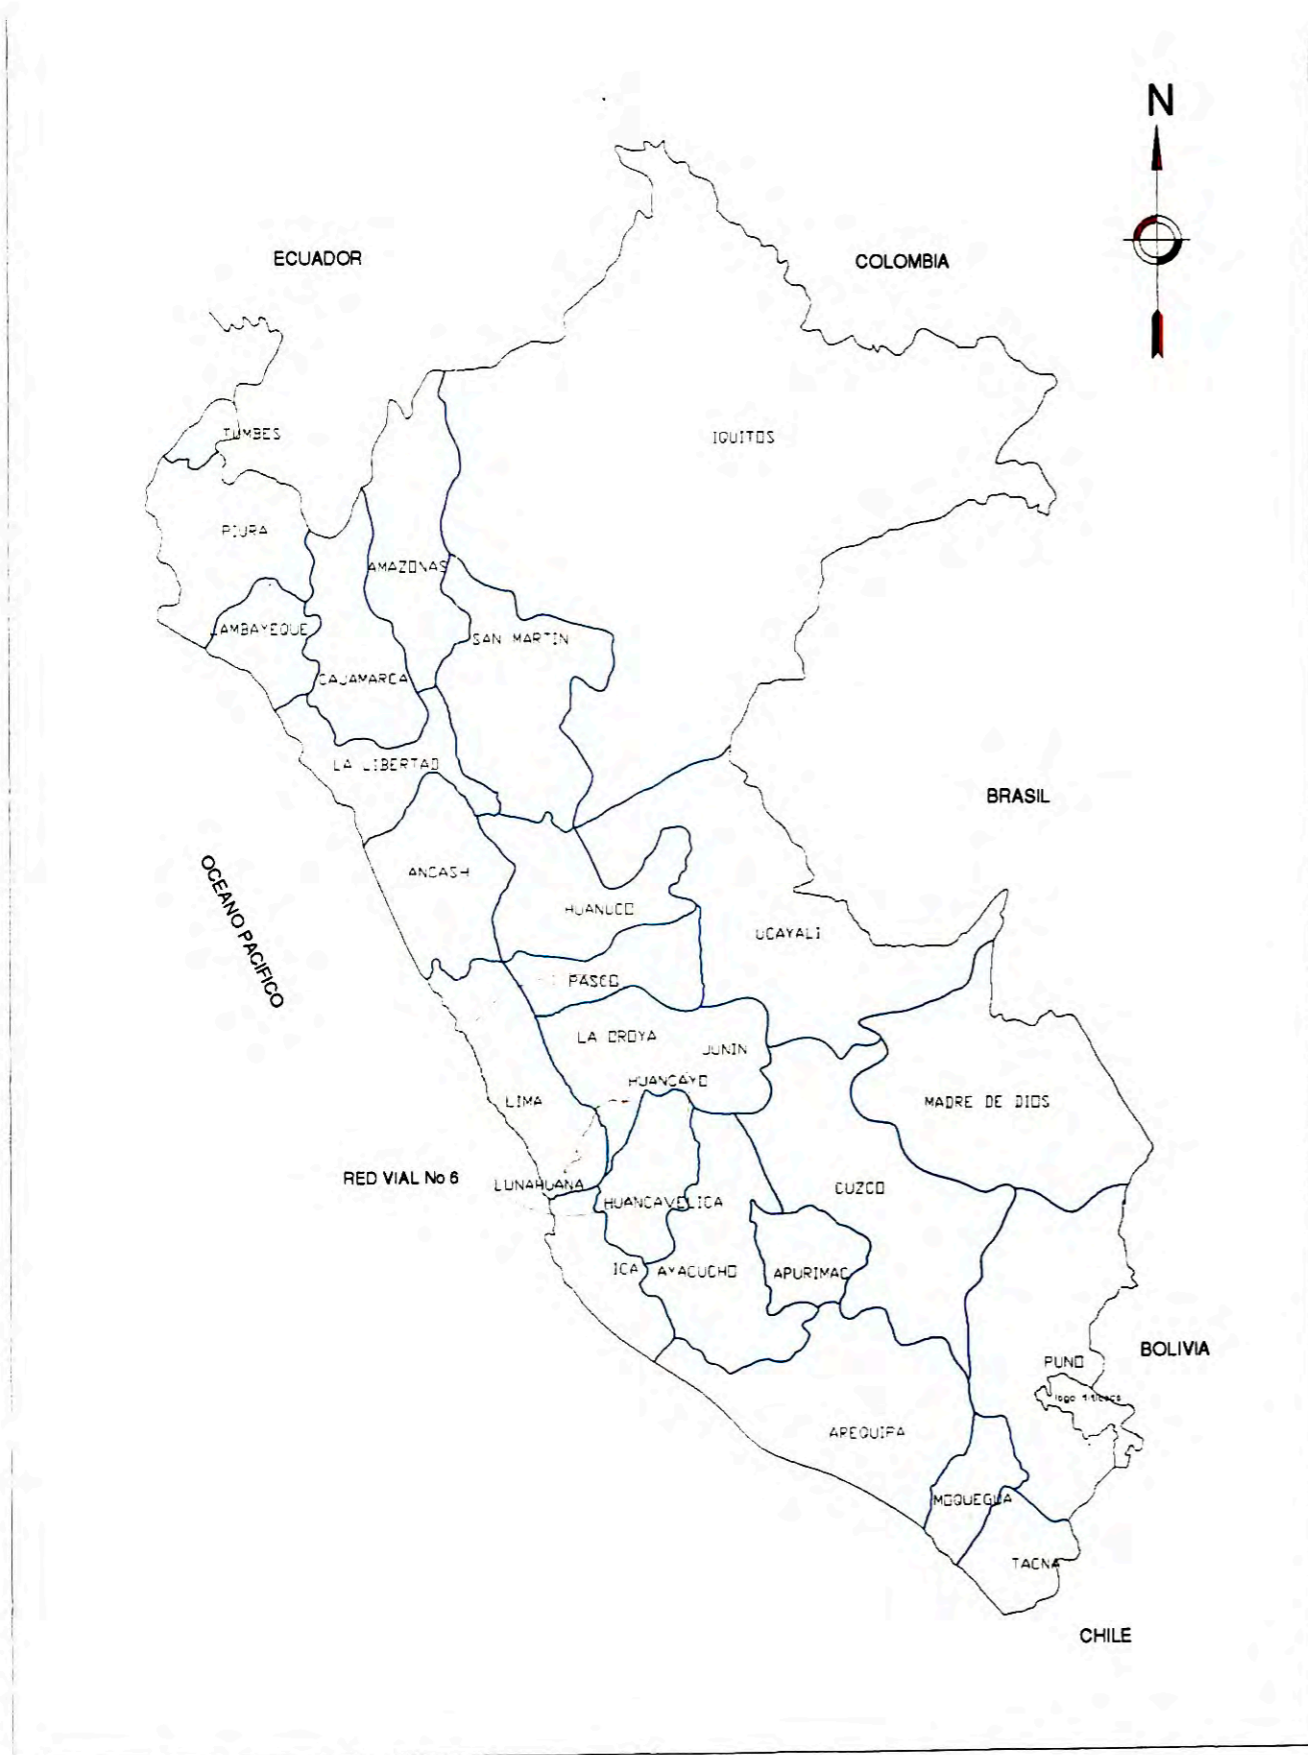 N
ECUADOR
COLOMBIA
TUMBES
IQUITOS
PIURA
AMAZONAS
LAMBAYEQUE
SAN MARTIN
CAJAMARCA
LA LIBERTAD
BRASIL
ANCASH
OCEANO PACIFICO
HUANUCO
UCAYALI
PASCO
LA OROYA
JUNIN
HUANCAYO
LIMA
MADRE DE DIOS
RED VIAL No 6
LUNAHUANA
CUZCO
HUANCAVELICA
ICA
AYACUCHO
APURIMAC
BOLIVIA
PUNO
lago titicaca
AREQUIPA
MOQUEGUA
TACNA
CHILE